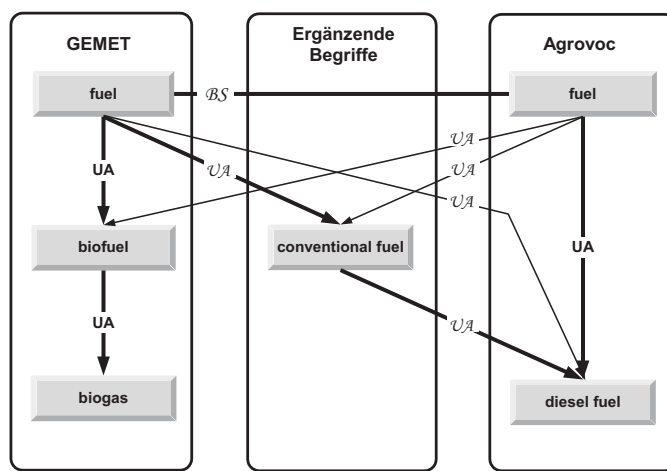 GEMET
Ergänzende
Begriffe
Agrovoc
fuel
BS
fuel
UA
UA
UA
UA
UA
biofuel
conventional fuel
UA
UA
UA
biogas
diesel fuel